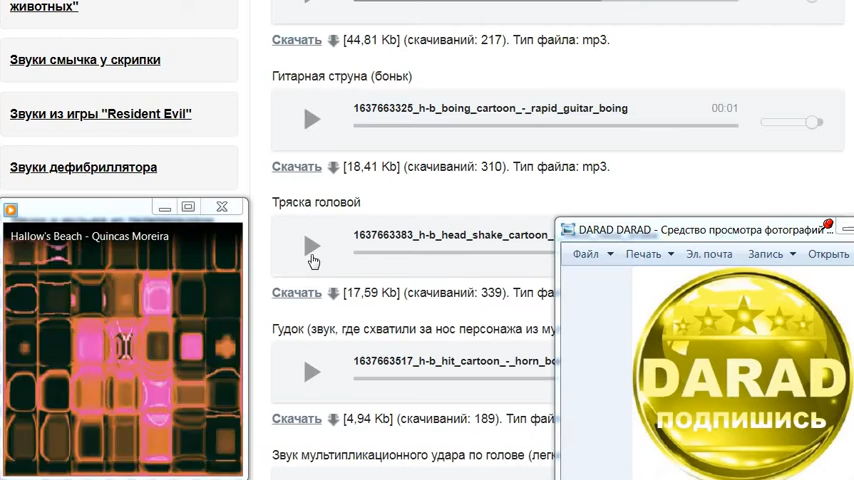 животных"
Звуки смычка у скрипки
Звуки из игры "Resident Evil"
Звуки дефибриллятора
Hallow's Beach - Quincas Moreira
Скачать [44,81 Kb] (скачиваний: 217). Тип файла: mp3.
Гитарная струна (боньк)
1637663325_h-b_boing_cartoon_-_rapid_guitar_boing 00:01
Скачать [18,41 Kb] (скачиваний: 310). Тип файла: mp3.
Тряска головой
1637663383_h-b_head_shake_cartoon_
Скачать [17,59 Kb] (скачиваний: 339). Тип фа
Гудок (звук, где схватили за нос персонажа из му
1637663517_h-b_hit_cartoon_-_horn_bo
Скачать [4,94 Kb] (скачиваний: 189). Тип фай
Звук мультипликационного удара по голове (легк
DARAD DARAD - Средство просмотра фотографий ...
Файл Печать Эл. почта Запись Открыть
DARAD
подпишись